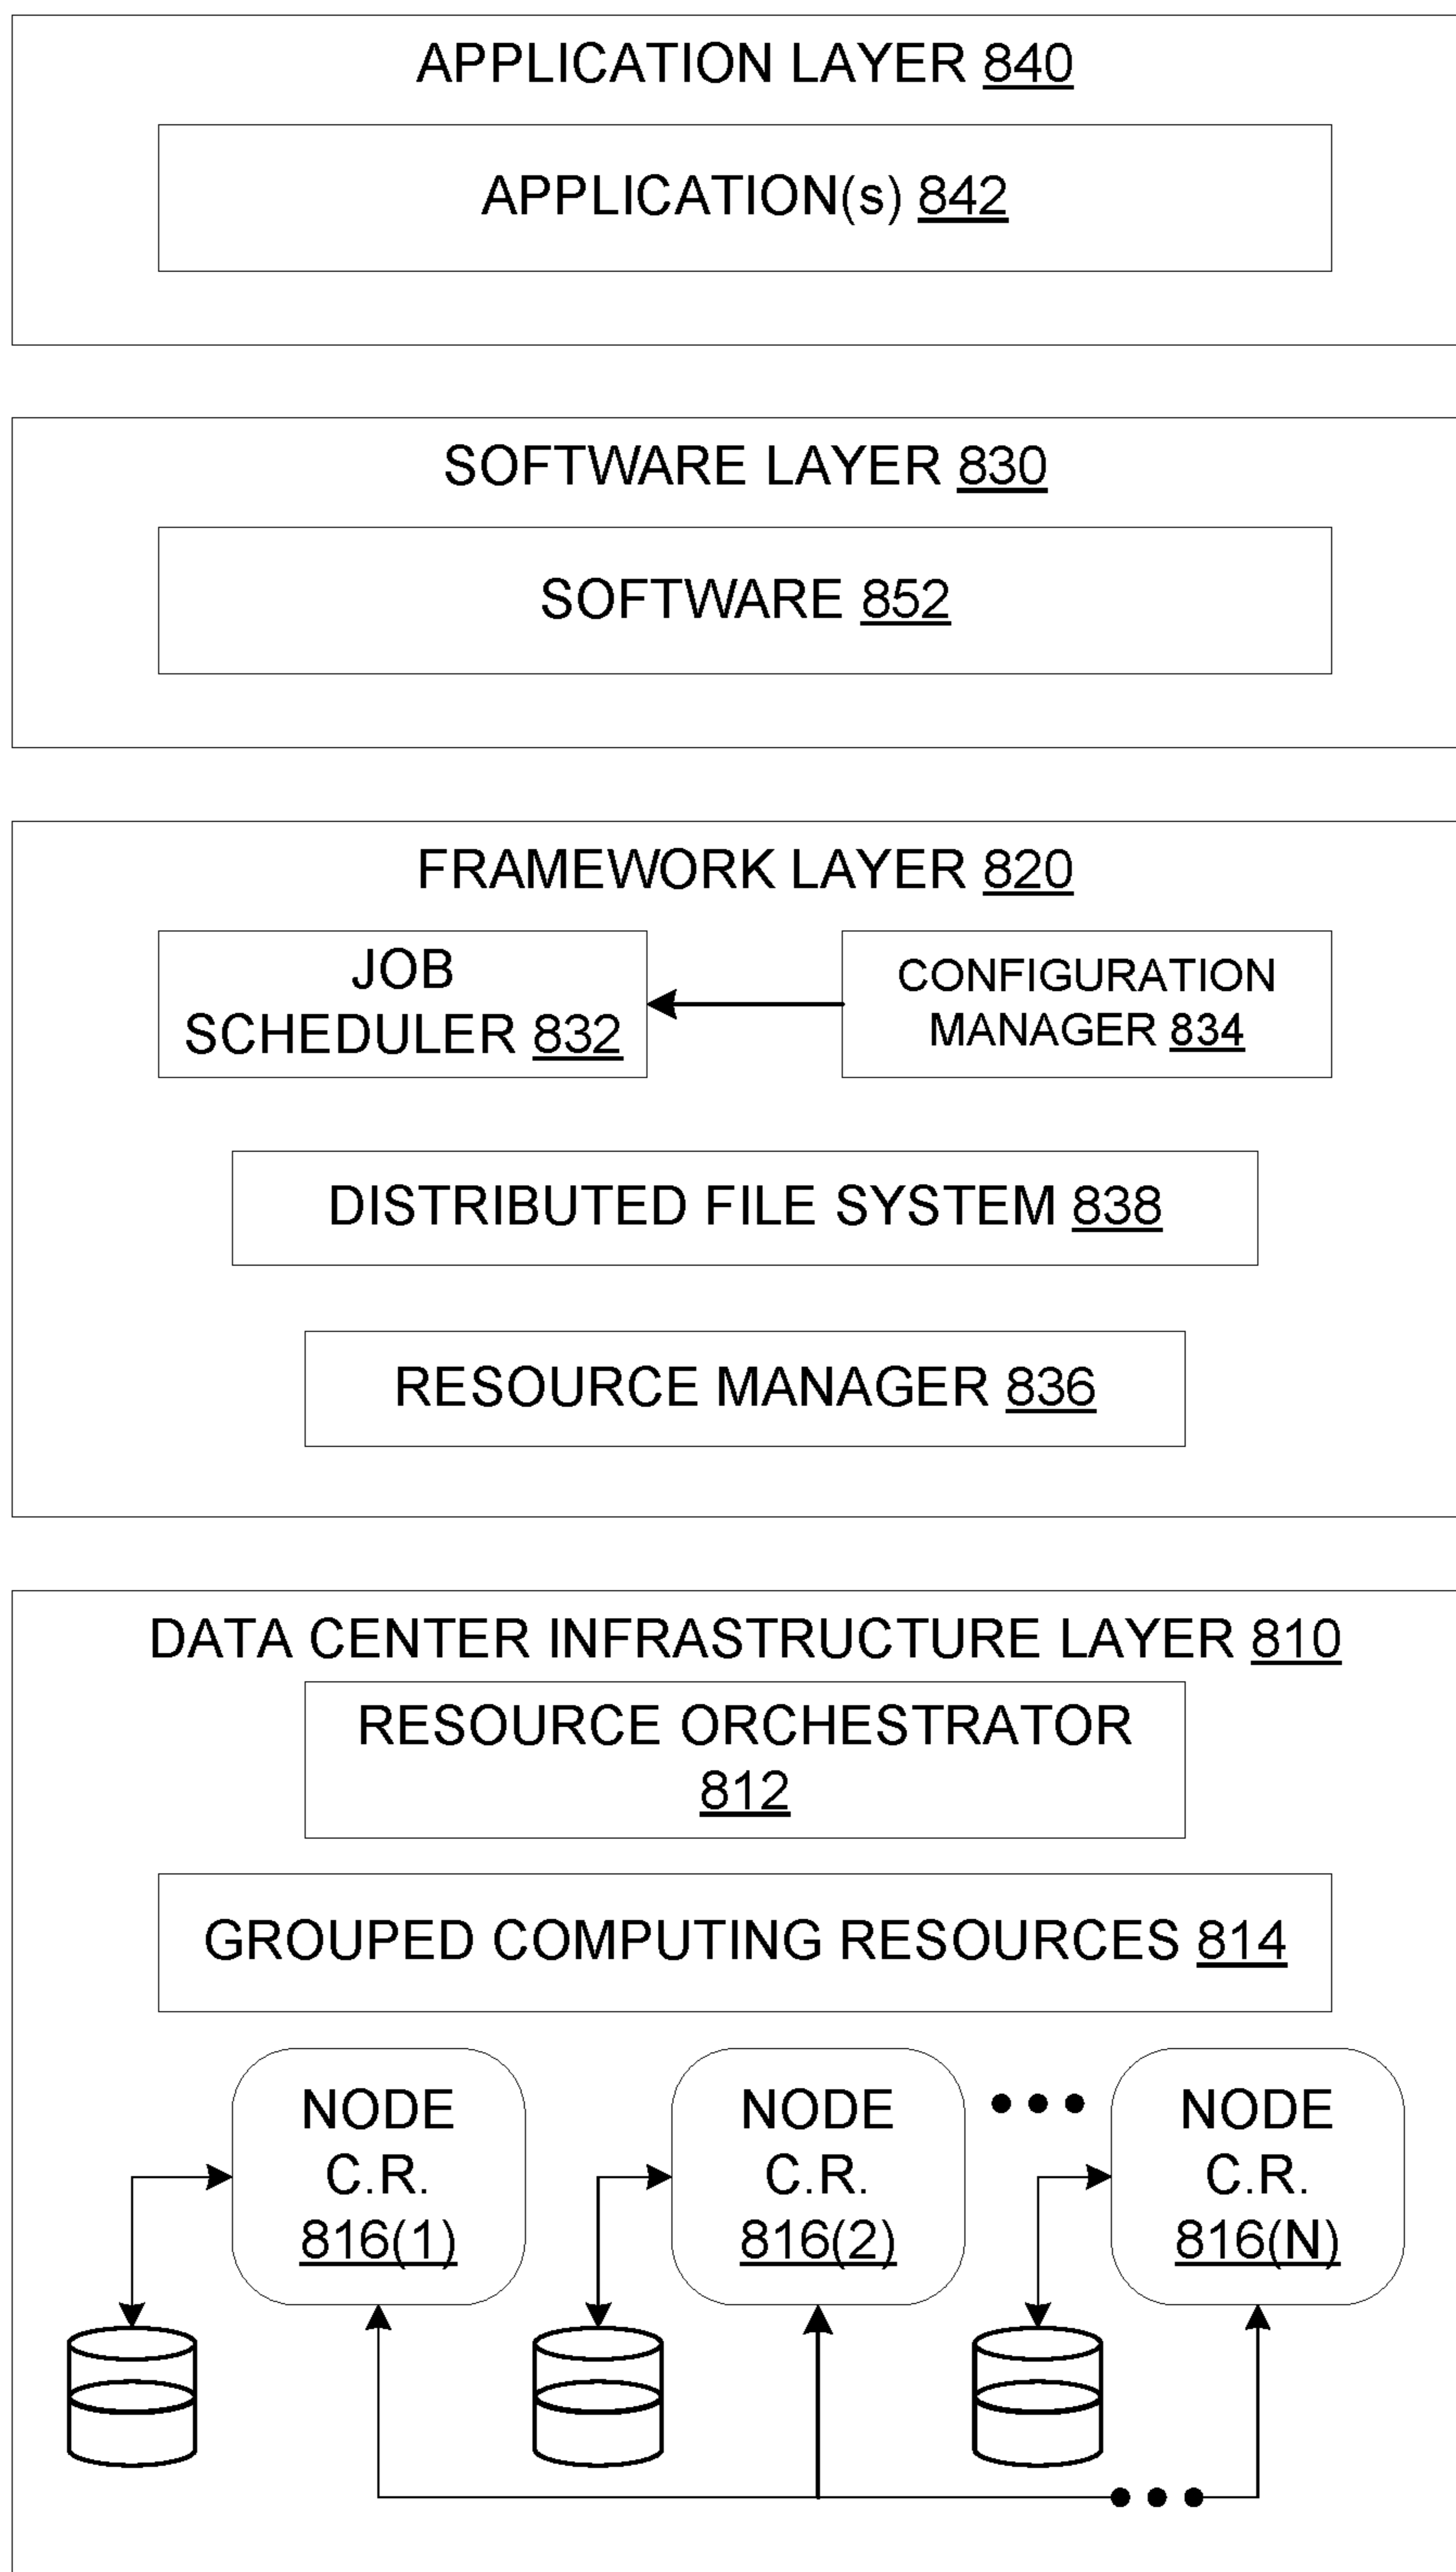 APPLICATION LAYER 840
APPLICATION(s) 842
SOFTWARE LAYER 830
SOFTWARE 852
FRAMEWORK LAYER 820
JOB
SCHEDULER 832
CONFIGURATION
MANAGER 834
DISTRIBUTED FILE SYSTEM 838
RESOURCE MANAGER 836
DATA CENTER INFRASTRUCTURE LAYER 810
RESOURCE ORCHESTRATOR
812
GROUPED COMPUTING RESOURCES 814
NODE
C.R.
816(1)
NODE
C.R.
816(2)
NODE
C.R.
816(N)